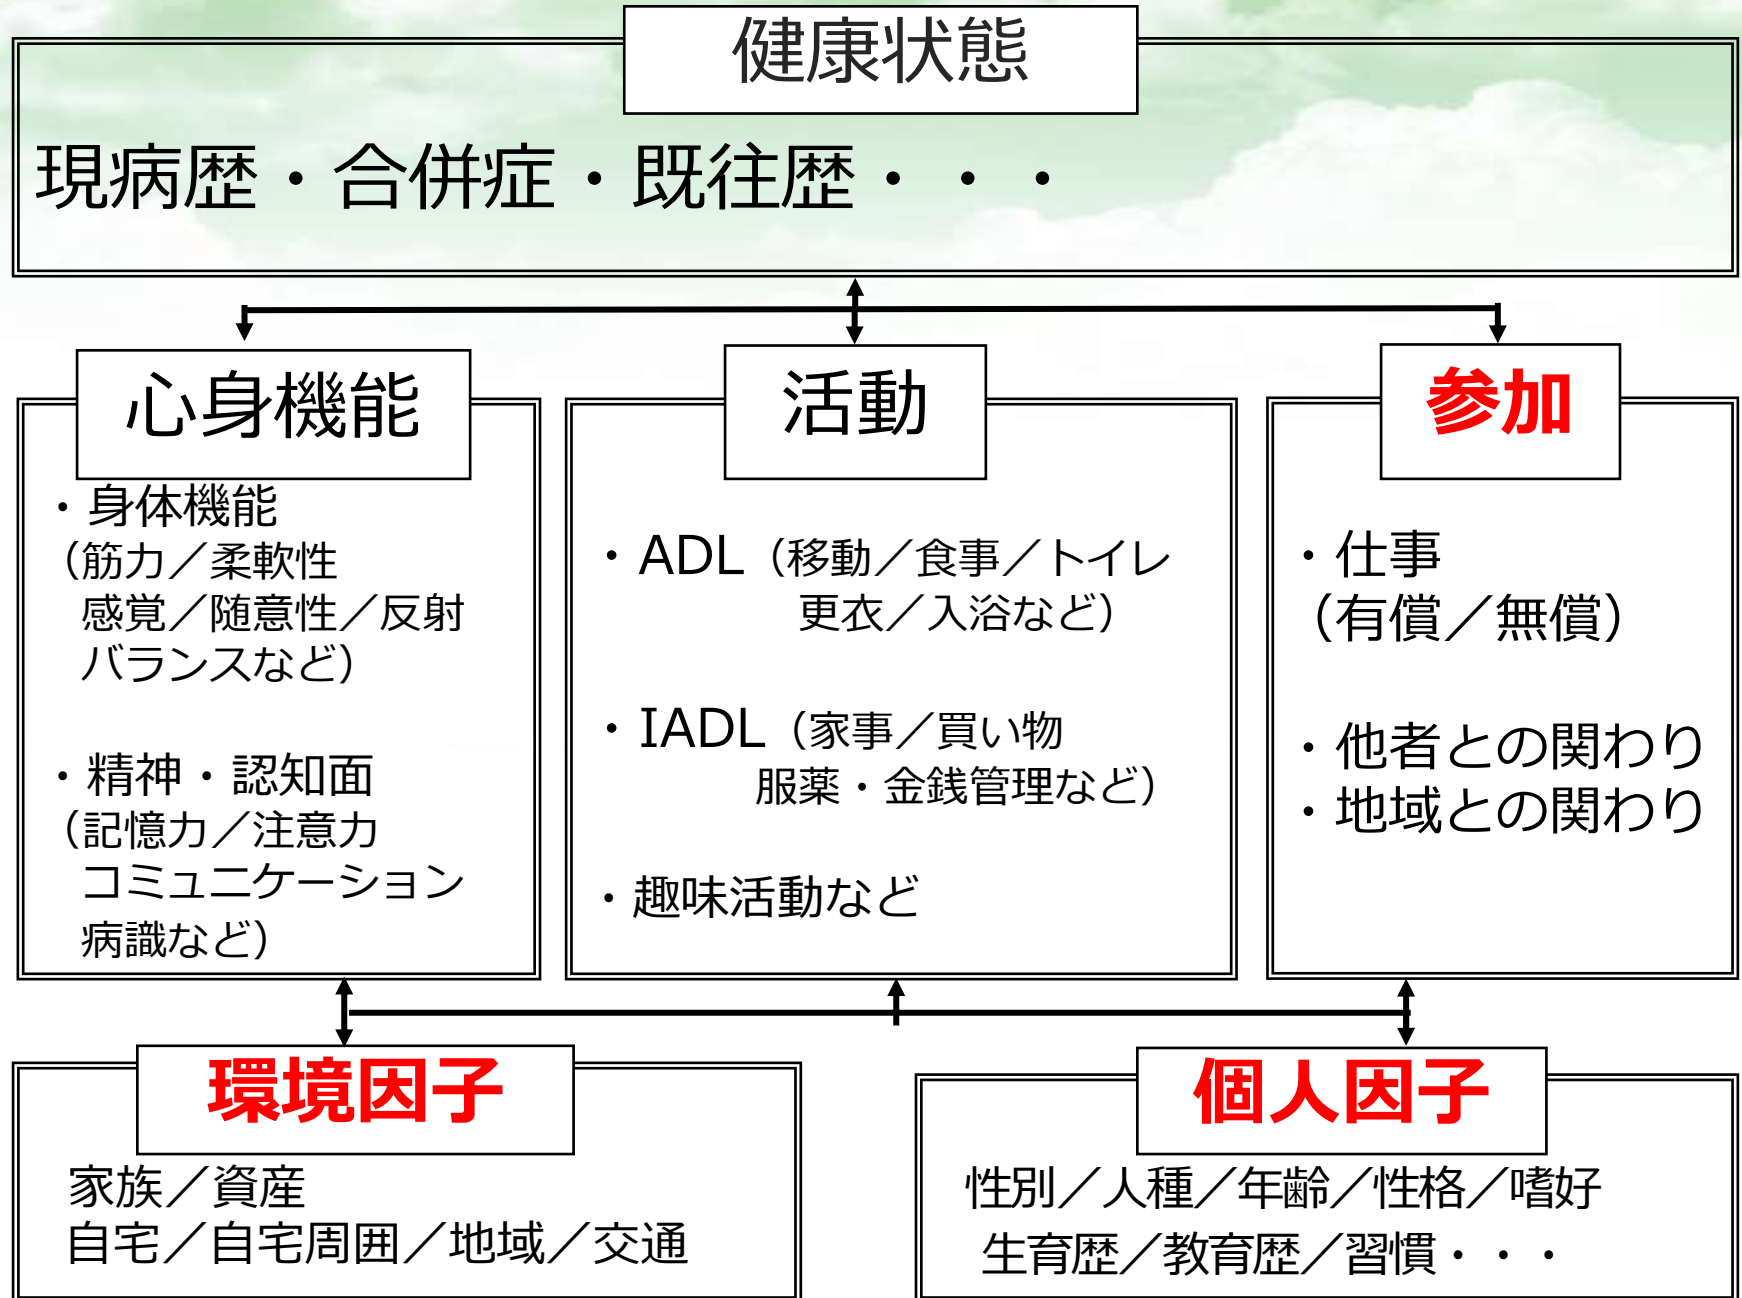 健康状態
現病歴・合併症・既往歴・・・
心身機能
・身体機能
（筋力／柔軟性
感覚／随意性／反射
バランスなど）
・精神・認知面
（記憶力／注意力
コミュニケーション
病識など）
活動
・ADL（移動／食事／トイレ
更衣／入浴など）
・IADL（家事／買い物
服薬・金銭管理など）
・趣味活動など
参加
・仕事
（有償／無償）
・他者との関わり
・地域との関わり
環境因子
家族／資産
自宅／自宅周囲／地域／交通
個人因子
性別／人種／年齢／性格／嗜好
生育歴／教育歴／習慣・・・